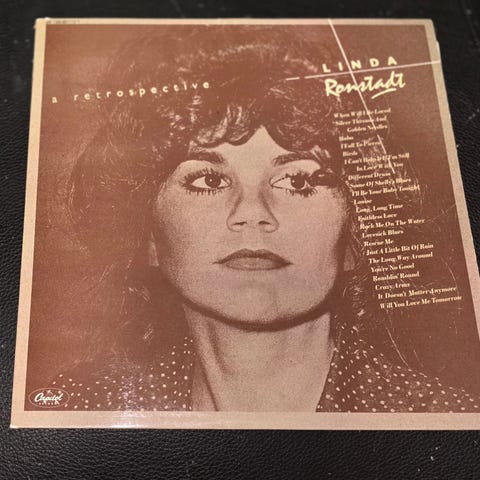 LINDA
Ronstadt
a retrospective
When Will I Be Loved
Silver Threads And
Golden Needles
Hobo
I Fall To Pieces
Birds
I Can't Help It If I'm Still
In Love With You
Different Drum
Some Of Shelly's Blues
I'll Be Your Baby Tonight
Louise
Long, Long Time
Faithless Love
Rock Me On The Water
Lovesick Blues
Rescue Me
Just A Little Bit Of Rain
The Long Way Around
You're No Good
Ramblin' Round
Crazy Arms
It Doesn't Matter Anymore
Will You Love Me Tomorrow
Capitol